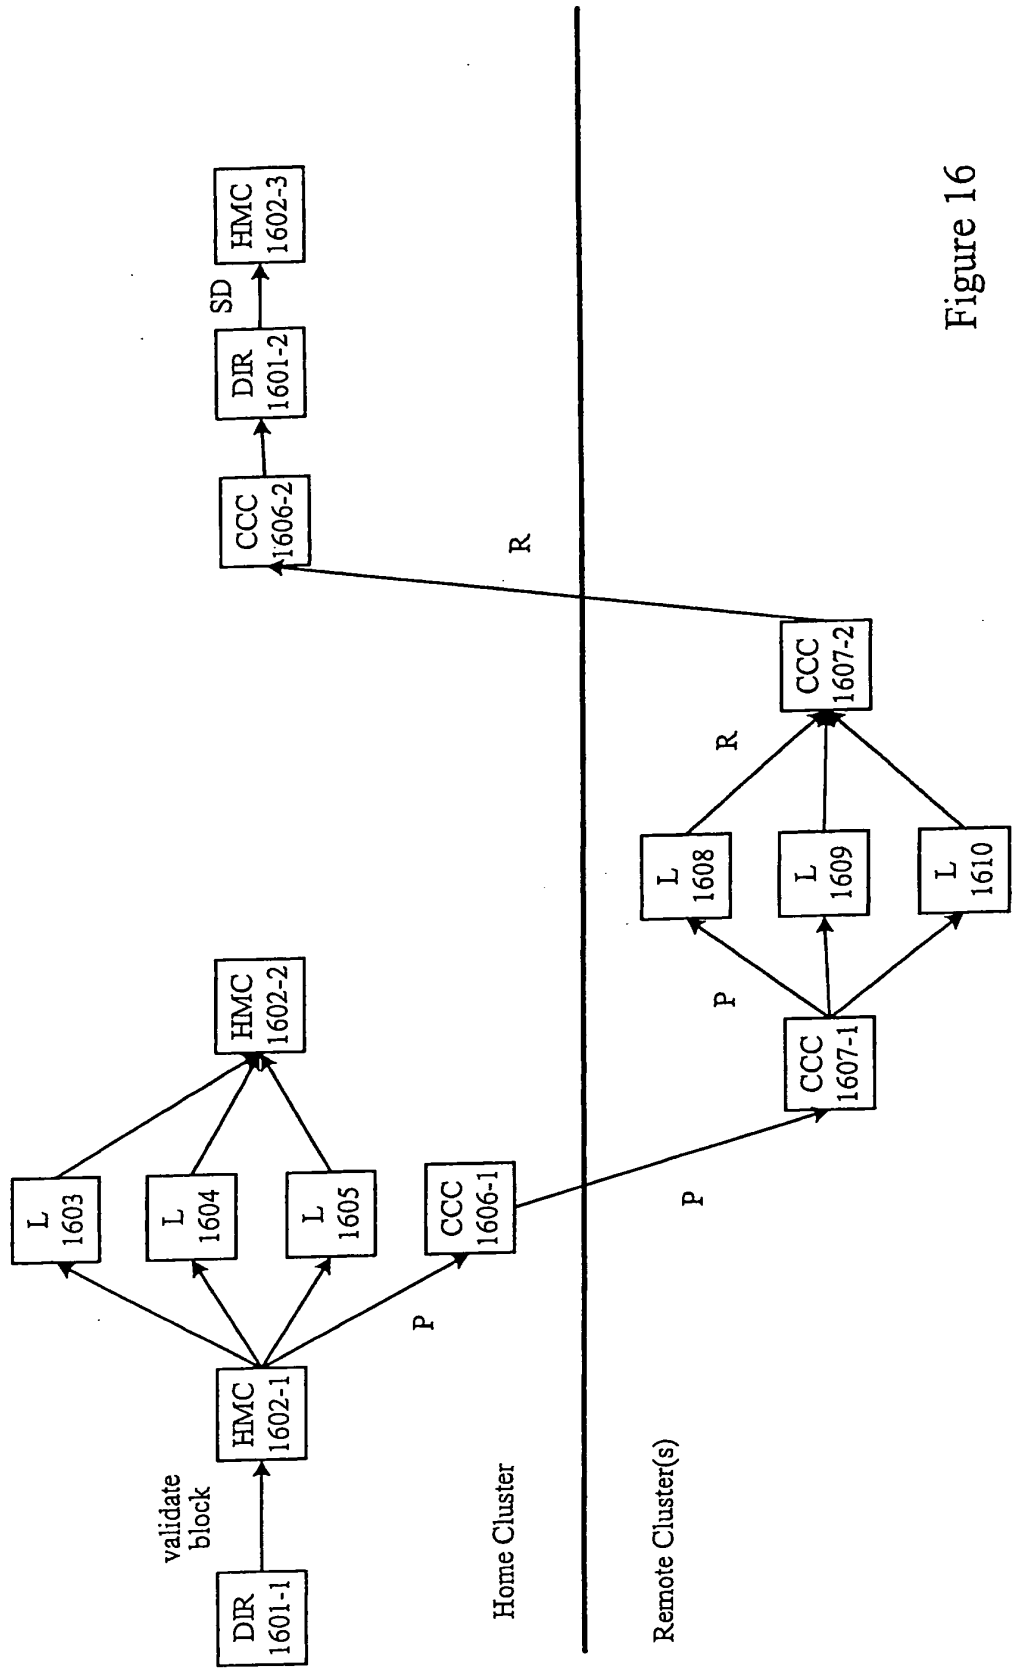 L
1603
L
1604
L
1605
CCC
1606-1
P
validate
block
DIR
1601-1
HMC
1602-1
HMC
1602-2
CCC
1606-2
DIR
1601-2
SD
HMC
1602-3
Home Cluster
Remote Cluster(s)
P
R
CCC
1607-1
P
L
1608
L
1609
L
1610
R
CCC
1607-2
Figure 16